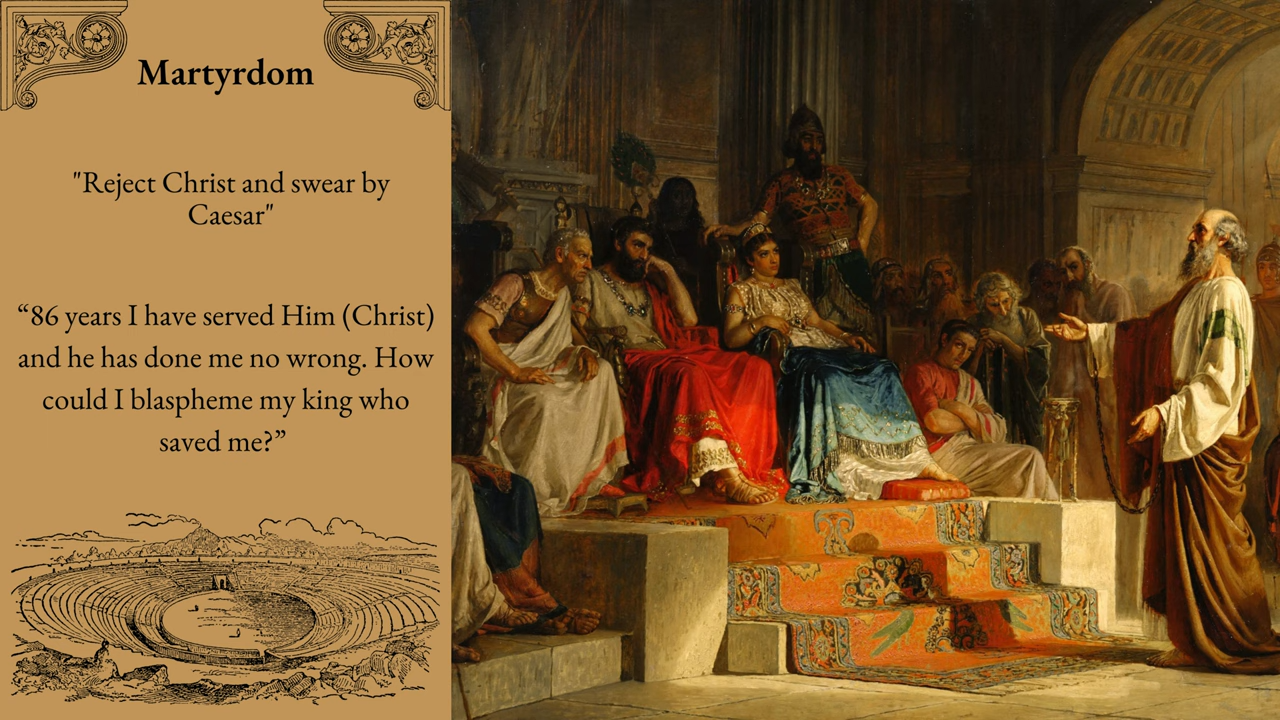 Martyrdom
"Reject Christ and swear by
Caesar"
“86 years I have served Him (Christ)
and he has done me no wrong. How
could I blaspheme my king who
saved me?”